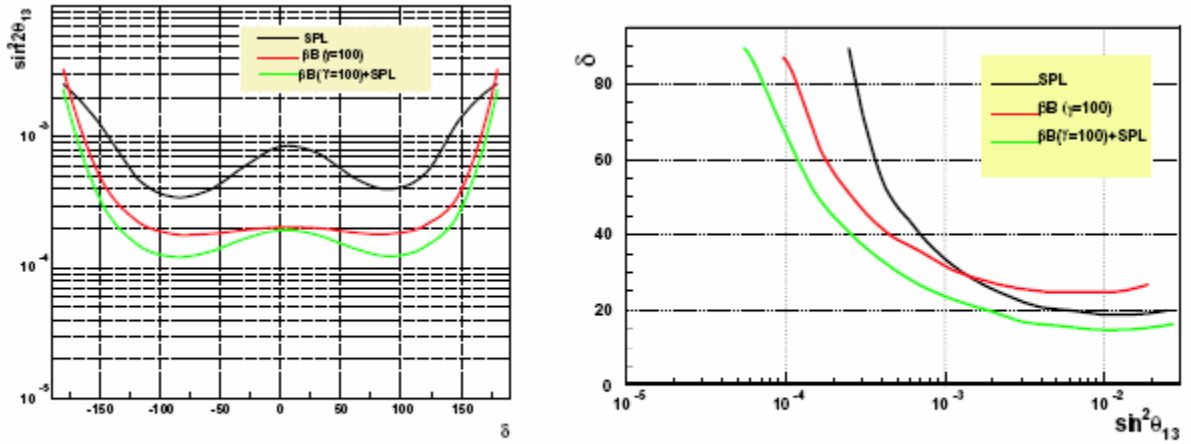 sin²2θ₁₃
SPL
βB (γ=100)
βB(γ=100)+SPL
10⁻³
10⁻⁴
10⁻⁵
-150 -100 -50 0 50 100 150
δ
δ
SPL
βB (γ=100)
βB(γ=100)+SPL
80
60
40
20
0
10⁻⁵ 10⁻⁴ 10⁻³ 10⁻²
sin²θ₁₃